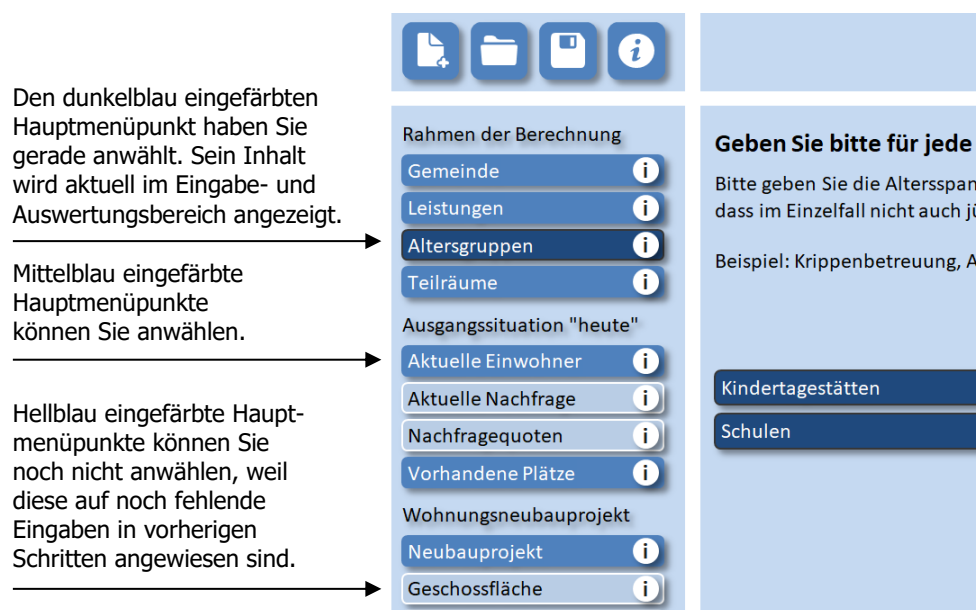 Den dunkelblau eingefärbten
Hauptmenüpunkt haben Sie
gerade anwählt. Sein Inhalt
wird aktuell im Eingabe- und
Auswertungsbereich angezeigt.
Mittelblau eingefärbte
Hauptmenüpunkte
können Sie anwählen.
Hellblau eingefärbte Haupt-
menüpunkte können Sie
noch nicht anwählen, weil
diese auf noch fehlende
Eingaben in vorherigen
Schritten angewiesen sind.
i
Rahmen der Berechnung
Gemeinde i
Leistungen i
Altersgruppen i
Teilräume i
Ausgangssituation "heute"
Aktuelle Einwohner i
Aktuelle Nachfrage i
Nachfragequoten i
Vorhandene Plätze i
Wohnungsneubauprojekt
Neubauprojekt i
Geschossfläche i
Geben Sie bitte für jede
Bitte geben Sie die Altersspan
dass im Einzelfall nicht auch jü
Beispiel: Krippenbetreuung, A
Kindertagestätten
Schulen